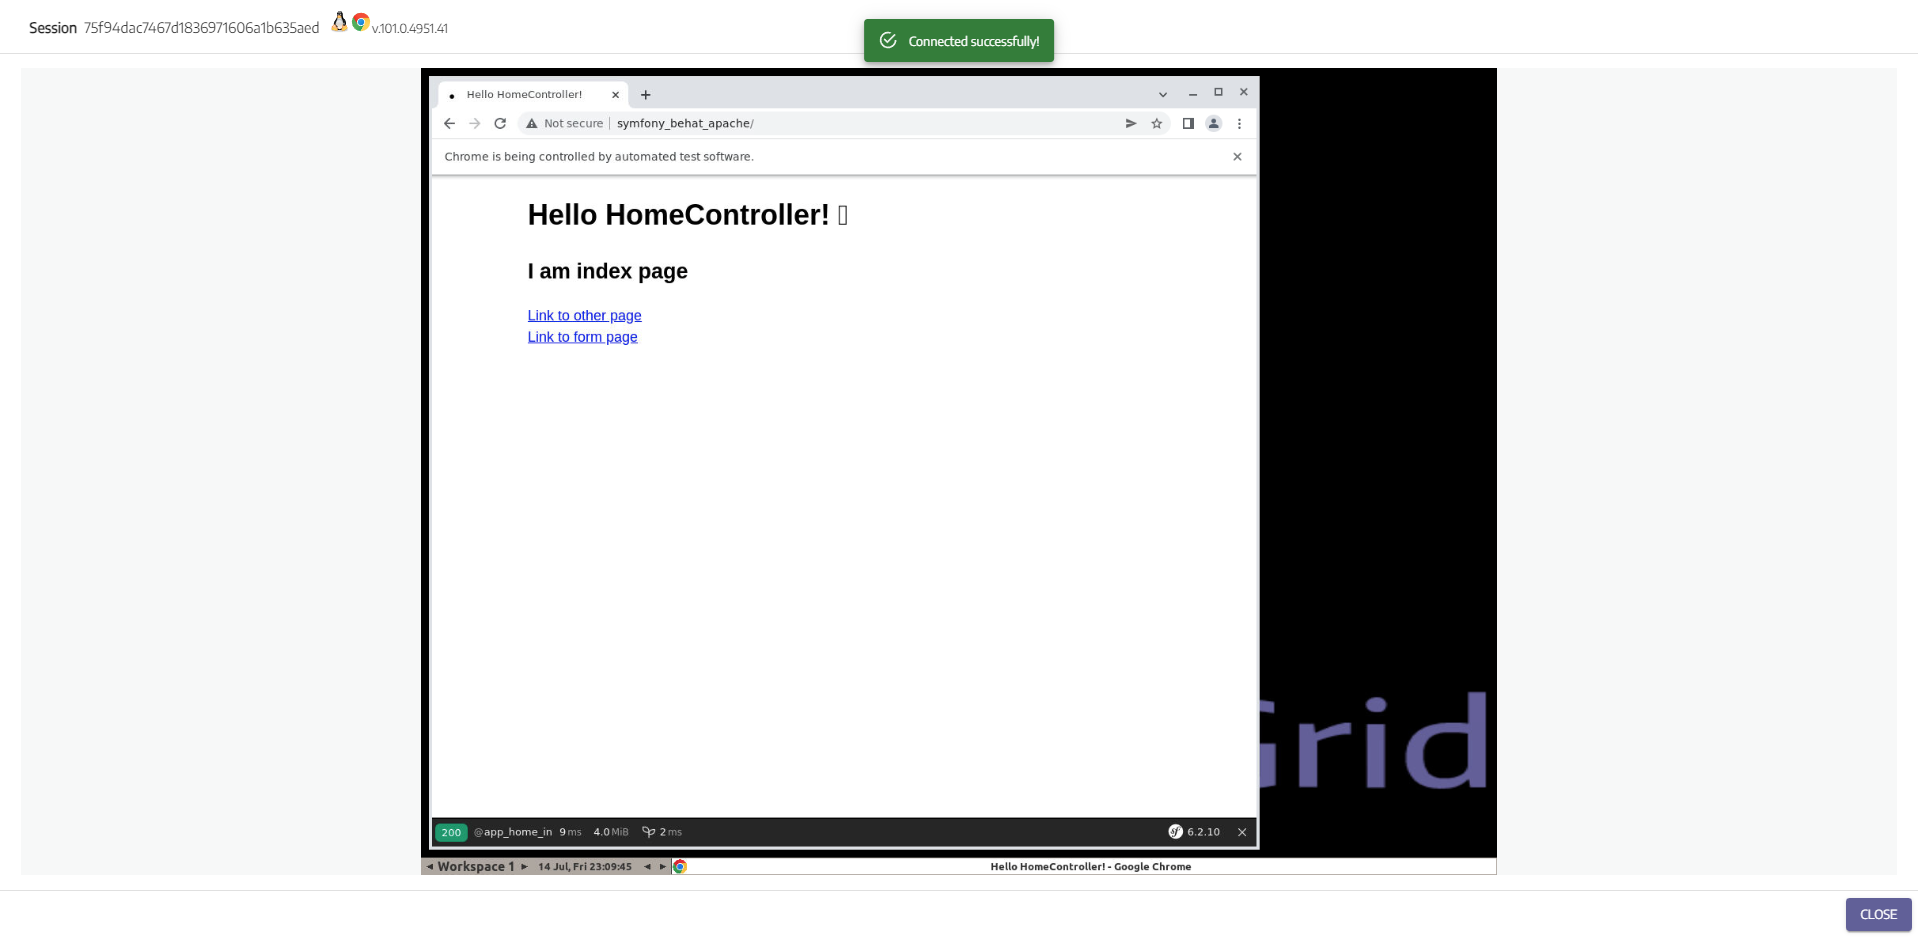 Session 75f94dac7467d1836971606a1b635aed v.101.0.4951.41
Connected successfully!
Hello HomeController!
Not secure symfony_behat_apache/
Chrome is being controlled by automated test software.
Hello HomeController!
I am index page
Link to other page
Link to form page
Grid
200 @app_home_in 9 ms 4.0 MiB 2 ms 6.2.10
Workspace 1 14 Jul, Fri 23:09:45 Hello HomeController! - Google Chrome
CLOSE